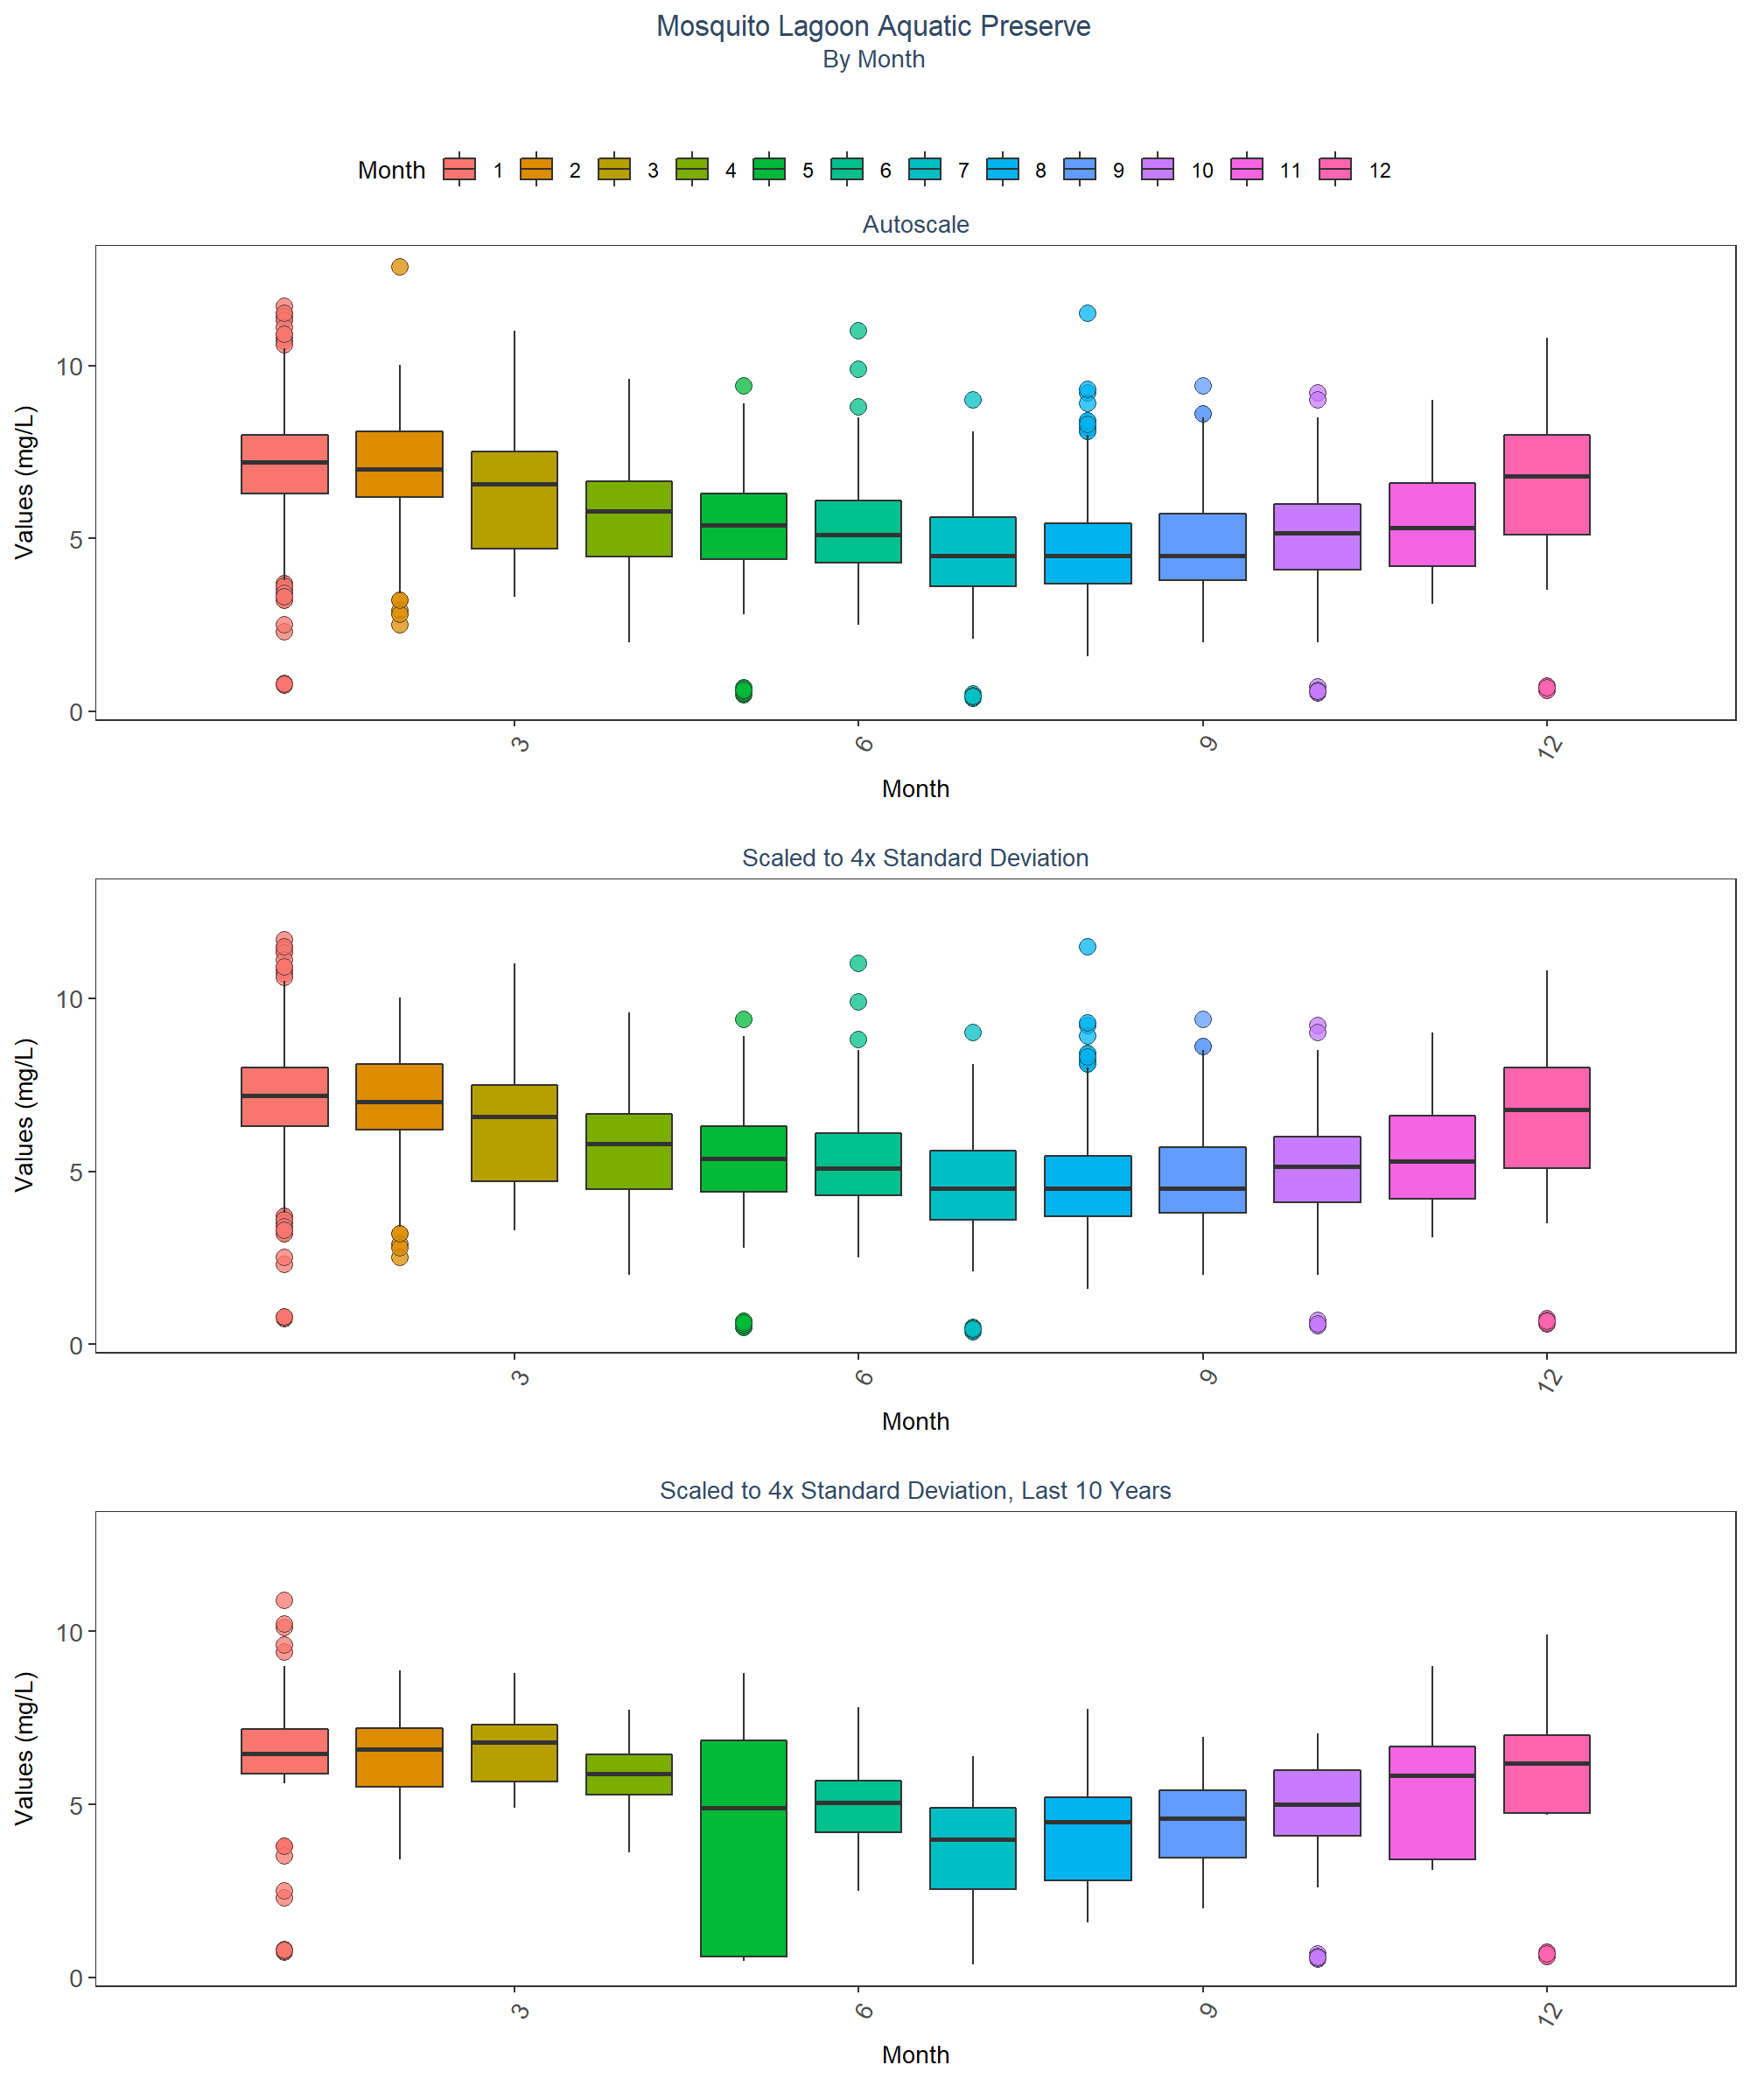 Mosquito Lagoon Aquatic Preserve
By Month
Month 1 2 3 4 5 6 7 8 9 10 11 12
Autoscale
Values (mg/L)
10
5
0
3 6 9 12
Month
Scaled to 4x Standard Deviation
Values (mg/L)
10
5
0
3 6 9 12
Month
Scaled to 4x Standard Deviation, Last 10 Years
Values (mg/L)
10
5
0
3 6 9 12
Month